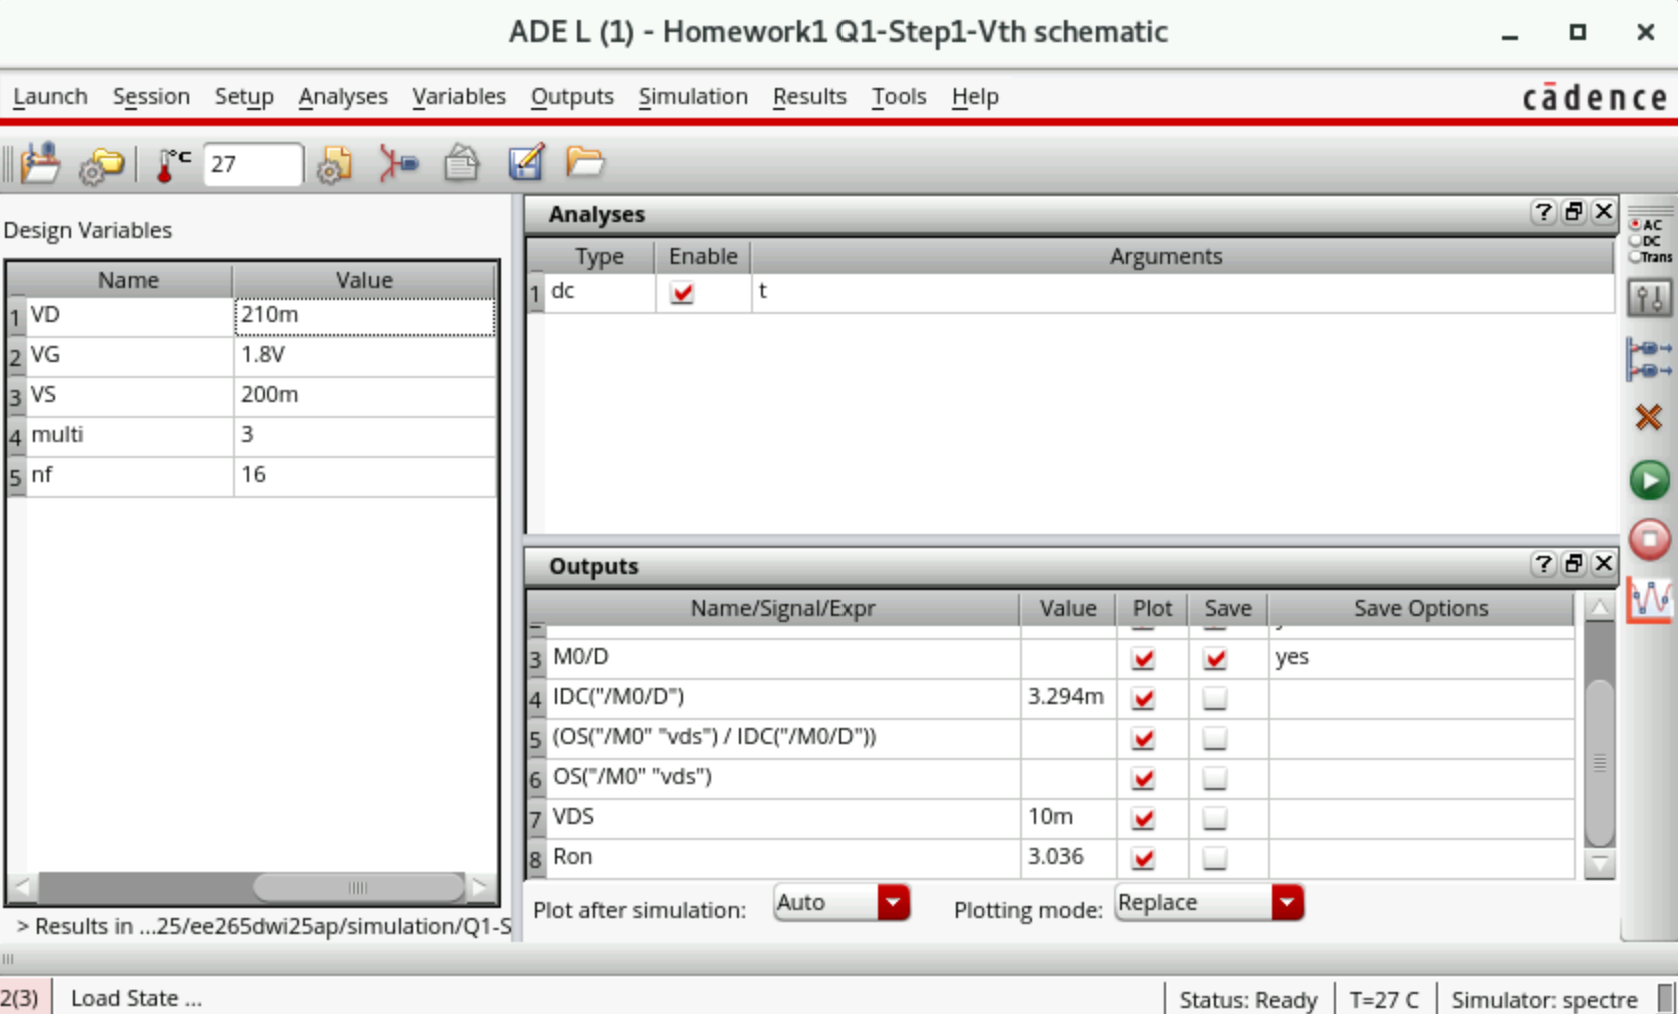 ADE L (1) - Homework1 Q1-Step1-Vth schematic
Launch Session Setup Analyses Variables Outputs Simulation Results Tools Help cādence
°C 27
Design Variables
Name Value
1 VD 210m
2 VG 1.8V
3 VS 200m
4 multi 3
5 nf 16
> Results in ...25/ee265dwi25ap/simulation/Q1-S
Analyses
Type Enable Arguments
1 dc t
Outputs
Name/Signal/Expr Value Plot Save Save Options
3 M0/D yes
4 IDC("/M0/D") 3.294m
5 (OS("/M0" "vds") / IDC("/M0/D"))
6 OS("/M0" "vds")
7 VDS 10m
8 Ron 3.036
Plot after simulation: Auto Plotting mode: Replace
AC
DC
Trans
2(3) Load State ... Status: Ready T=27 C Simulator: spectre